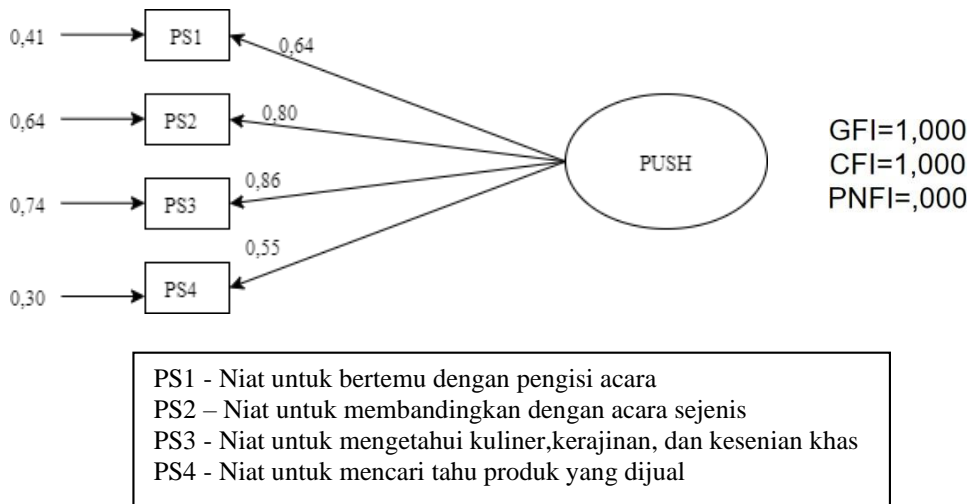 0,41
PS1
0,64
0,64
PS2
0,80
PUSH
GFI=1,000
CFI=1,000
PNFI=,000
0,74
PS3
0,86
0,55
0,30
PS4
PS1 - Niat untuk bertemu dengan pengisi acara
PS2 – Niat untuk membandingkan dengan acara sejenis
PS3 - Niat untuk mengetahui kuliner,kerajinan, dan kesenian khas
PS4 - Niat untuk mencari tahu produk yang dijual